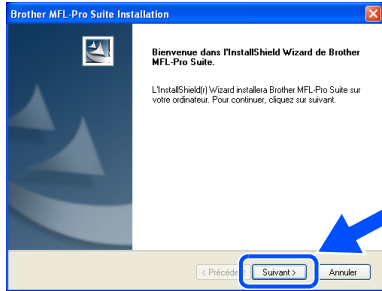 Brother MFL-Pro Suite Installation
Bienvenue dans l'InstallShield Wizard de Brother
MFL-Pro Suite.
L'InstallShield(r) Wizard installera Brother MFL-Pro Suite sur
votre ordinateur. Pour continuer, cliquez sur suivant.
Suivant >
Annuler